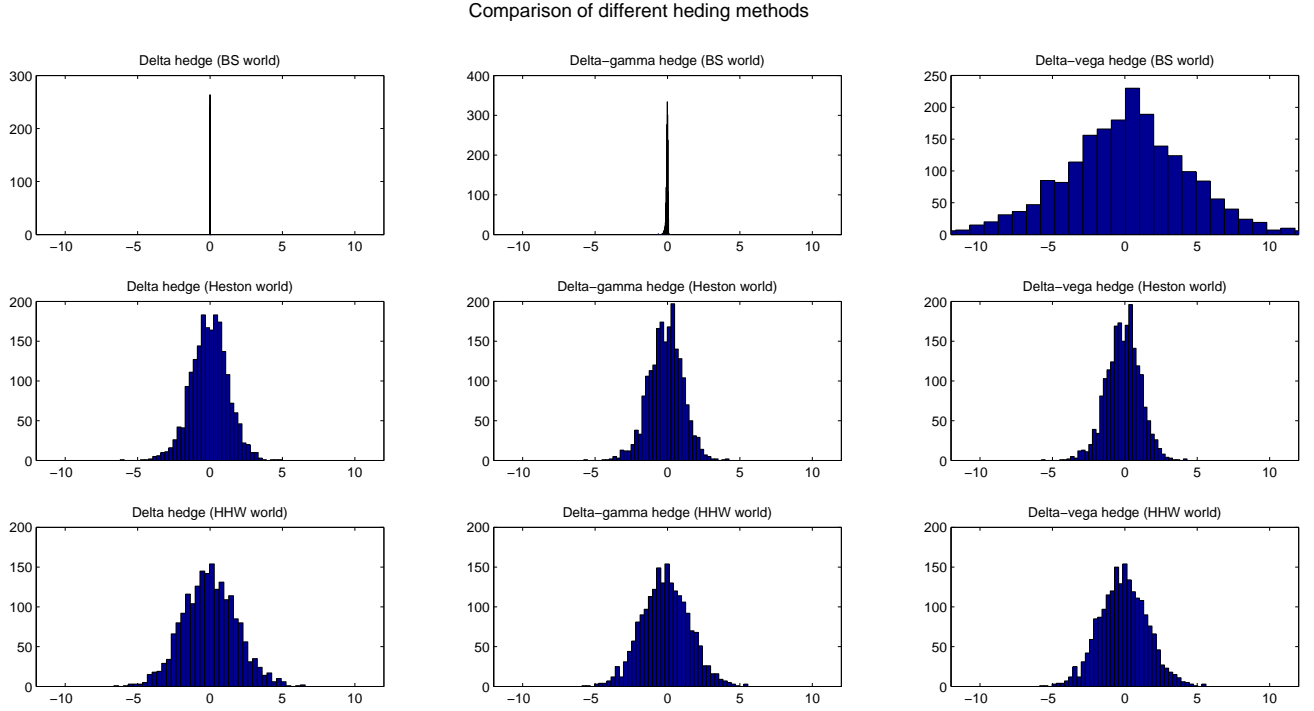 Comparison of different heding methods
Delta hedge (BS world)
Delta−gamma hedge (BS world)
Delta−vega hedge (BS world)
300
200
100
0
−10 −5 0 5 10
400
300
200
100
0
−10 −5 0 5 10
250
200
150
100
50
0
−10 −5 0 5 10
Delta hedge (Heston world)
Delta−gamma hedge (Heston world)
Delta−vega hedge (Heston world)
200
150
100
50
0
−10 −5 0 5 10
200
150
100
50
0
−10 −5 0 5 10
200
150
100
50
0
−10 −5 0 5 10
Delta hedge (HHW world)
Delta−gamma hedge (HHW world)
Delta−vega hedge (HHW world)
200
150
100
50
0
−10 −5 0 5 10
200
150
100
50
0
−10 −5 0 5 10
200
150
100
50
0
−10 −5 0 5 10